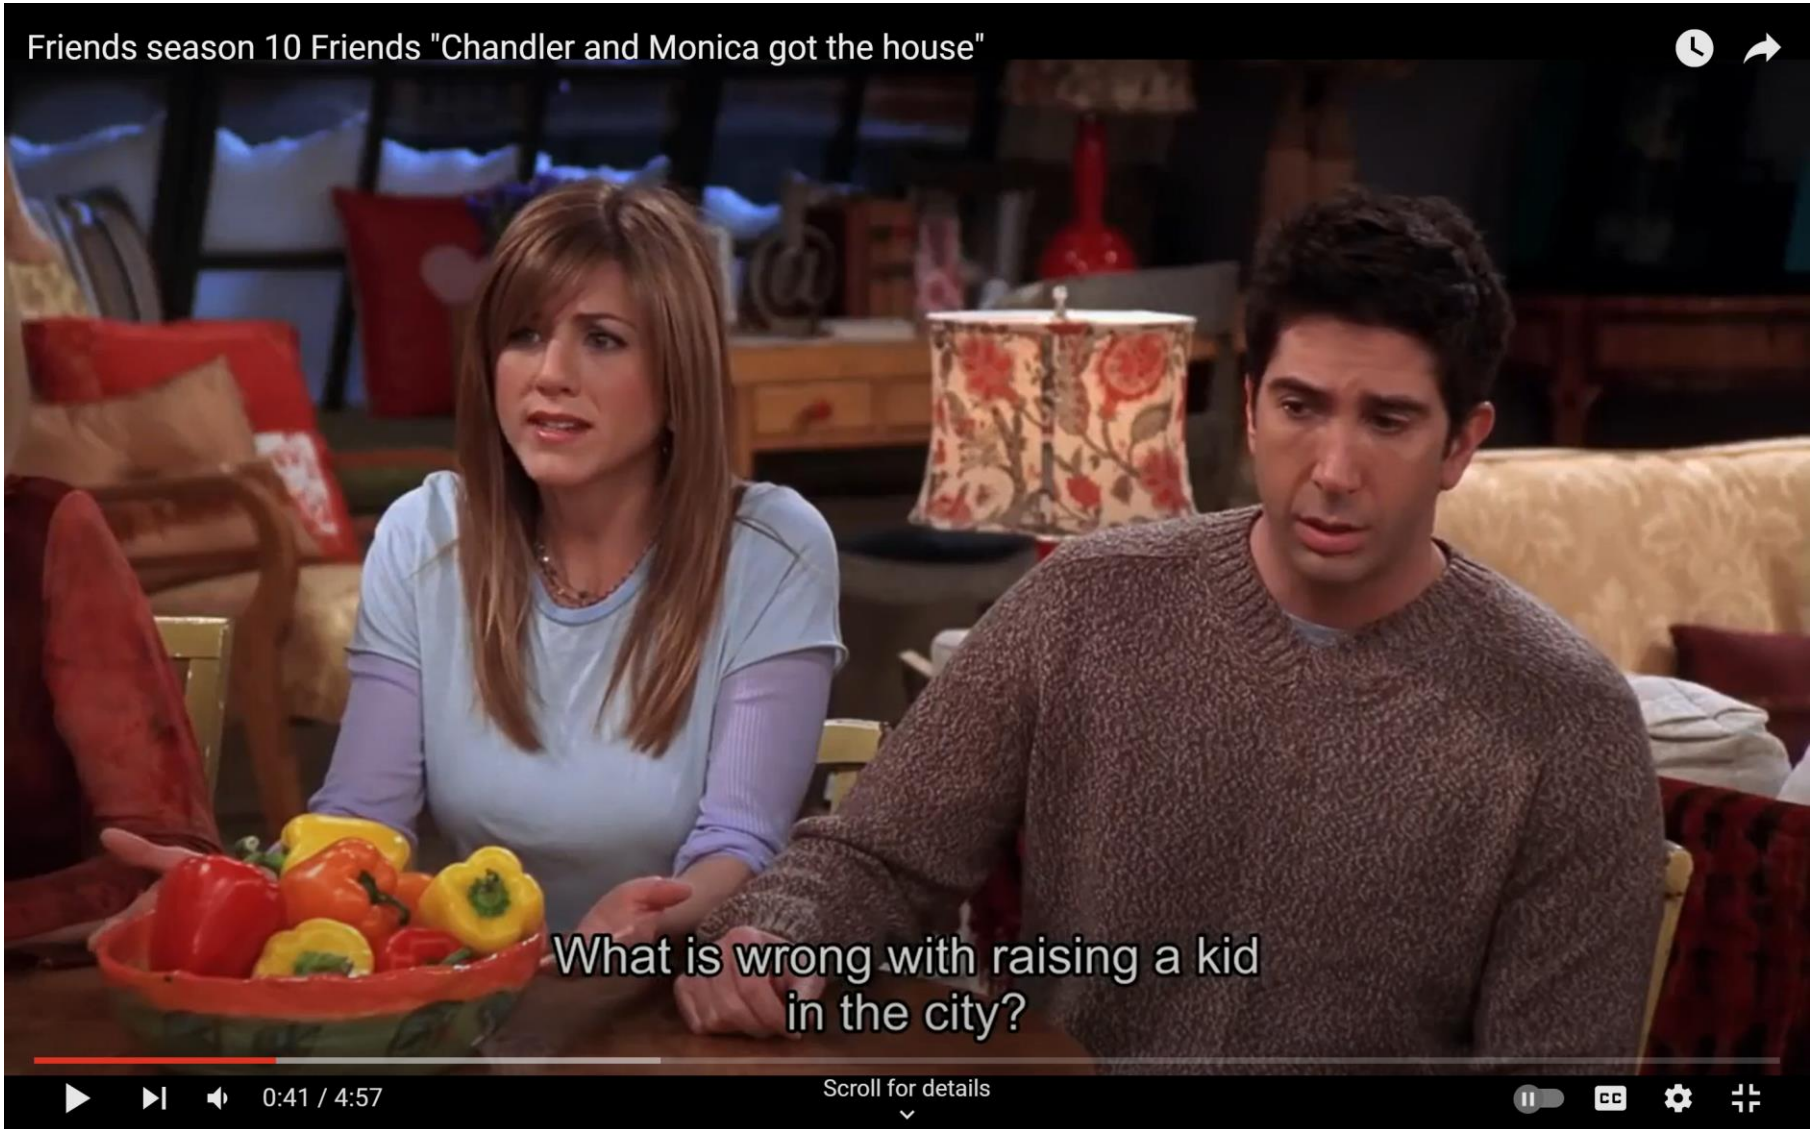 Friends season 10 Friends "Chandler and Monica got the house"
@
What is wrong with raising a kid
in the city?
0:41 / 4:57
Scroll for details
CC